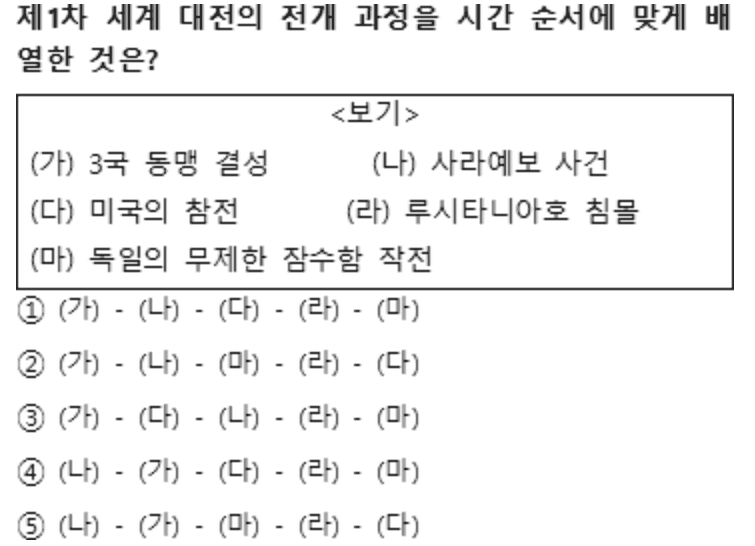 제1차 세계 대전의 전개 과정을 시간 순서에 맞게 배
열한 것은?
<보기>
(가) 3국 동맹 결성 (나) 사라예보 사건
(다) 미국의 참전 (라) 루시타니아호 침몰
(마) 독일의 무제한 잠수함 작전
① (가) - (나) - (다) - (라) - (마)
② (가) - (나) - (마) - (라) - (다)
③ (가) - (다) - (나) - (라) - (마)
④ (나) - (가) - (다) - (라) - (마)
⑤ (나) - (가) - (마) - (라) - (다)